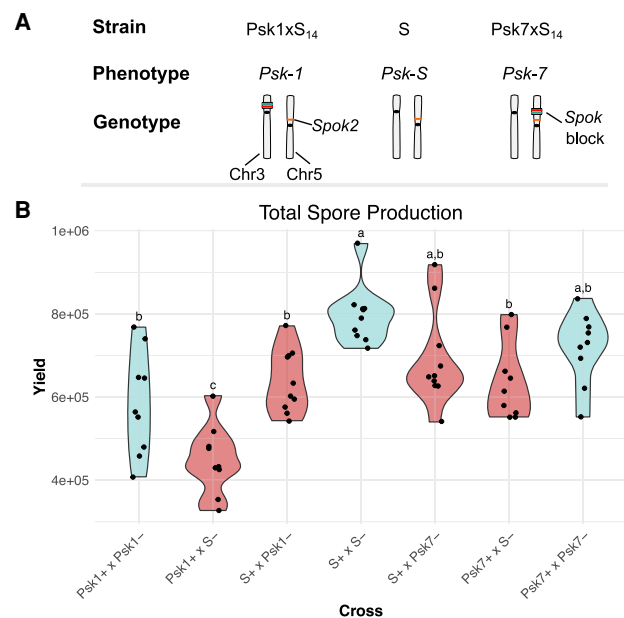 A
Strain Psk1xS14 S Psk7xS14
Phenotype Psk-1 Psk-S Psk-7
Genotype
Spok2
Spok
block
Chr3 Chr5
B
Total Spore Production
1e+06
8e+05
6e+05
4e+05
Yield
b c b a a,b b a,b
Psk1+ x Psk1− Psk1+ x S− S+ x Psk1− S+ x S− S+ x Psk7− Psk7+ x S− Psk7+ x Psk7−
Cross